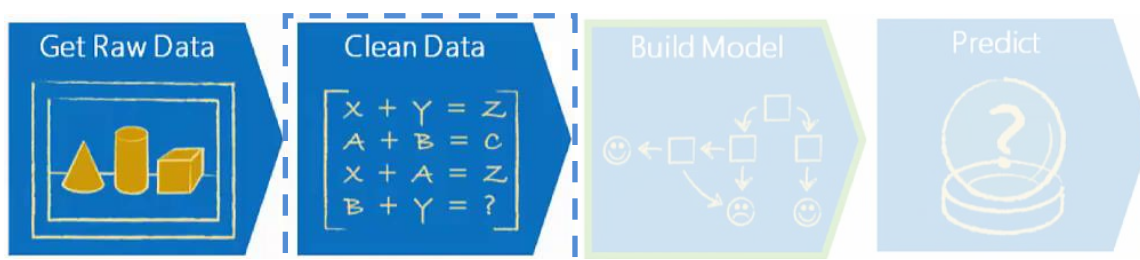 Get Raw Data
Clean Data
X + Y = Z
A + B = C
X + A = Z
B + Y = ?
Build Model
Predict
?